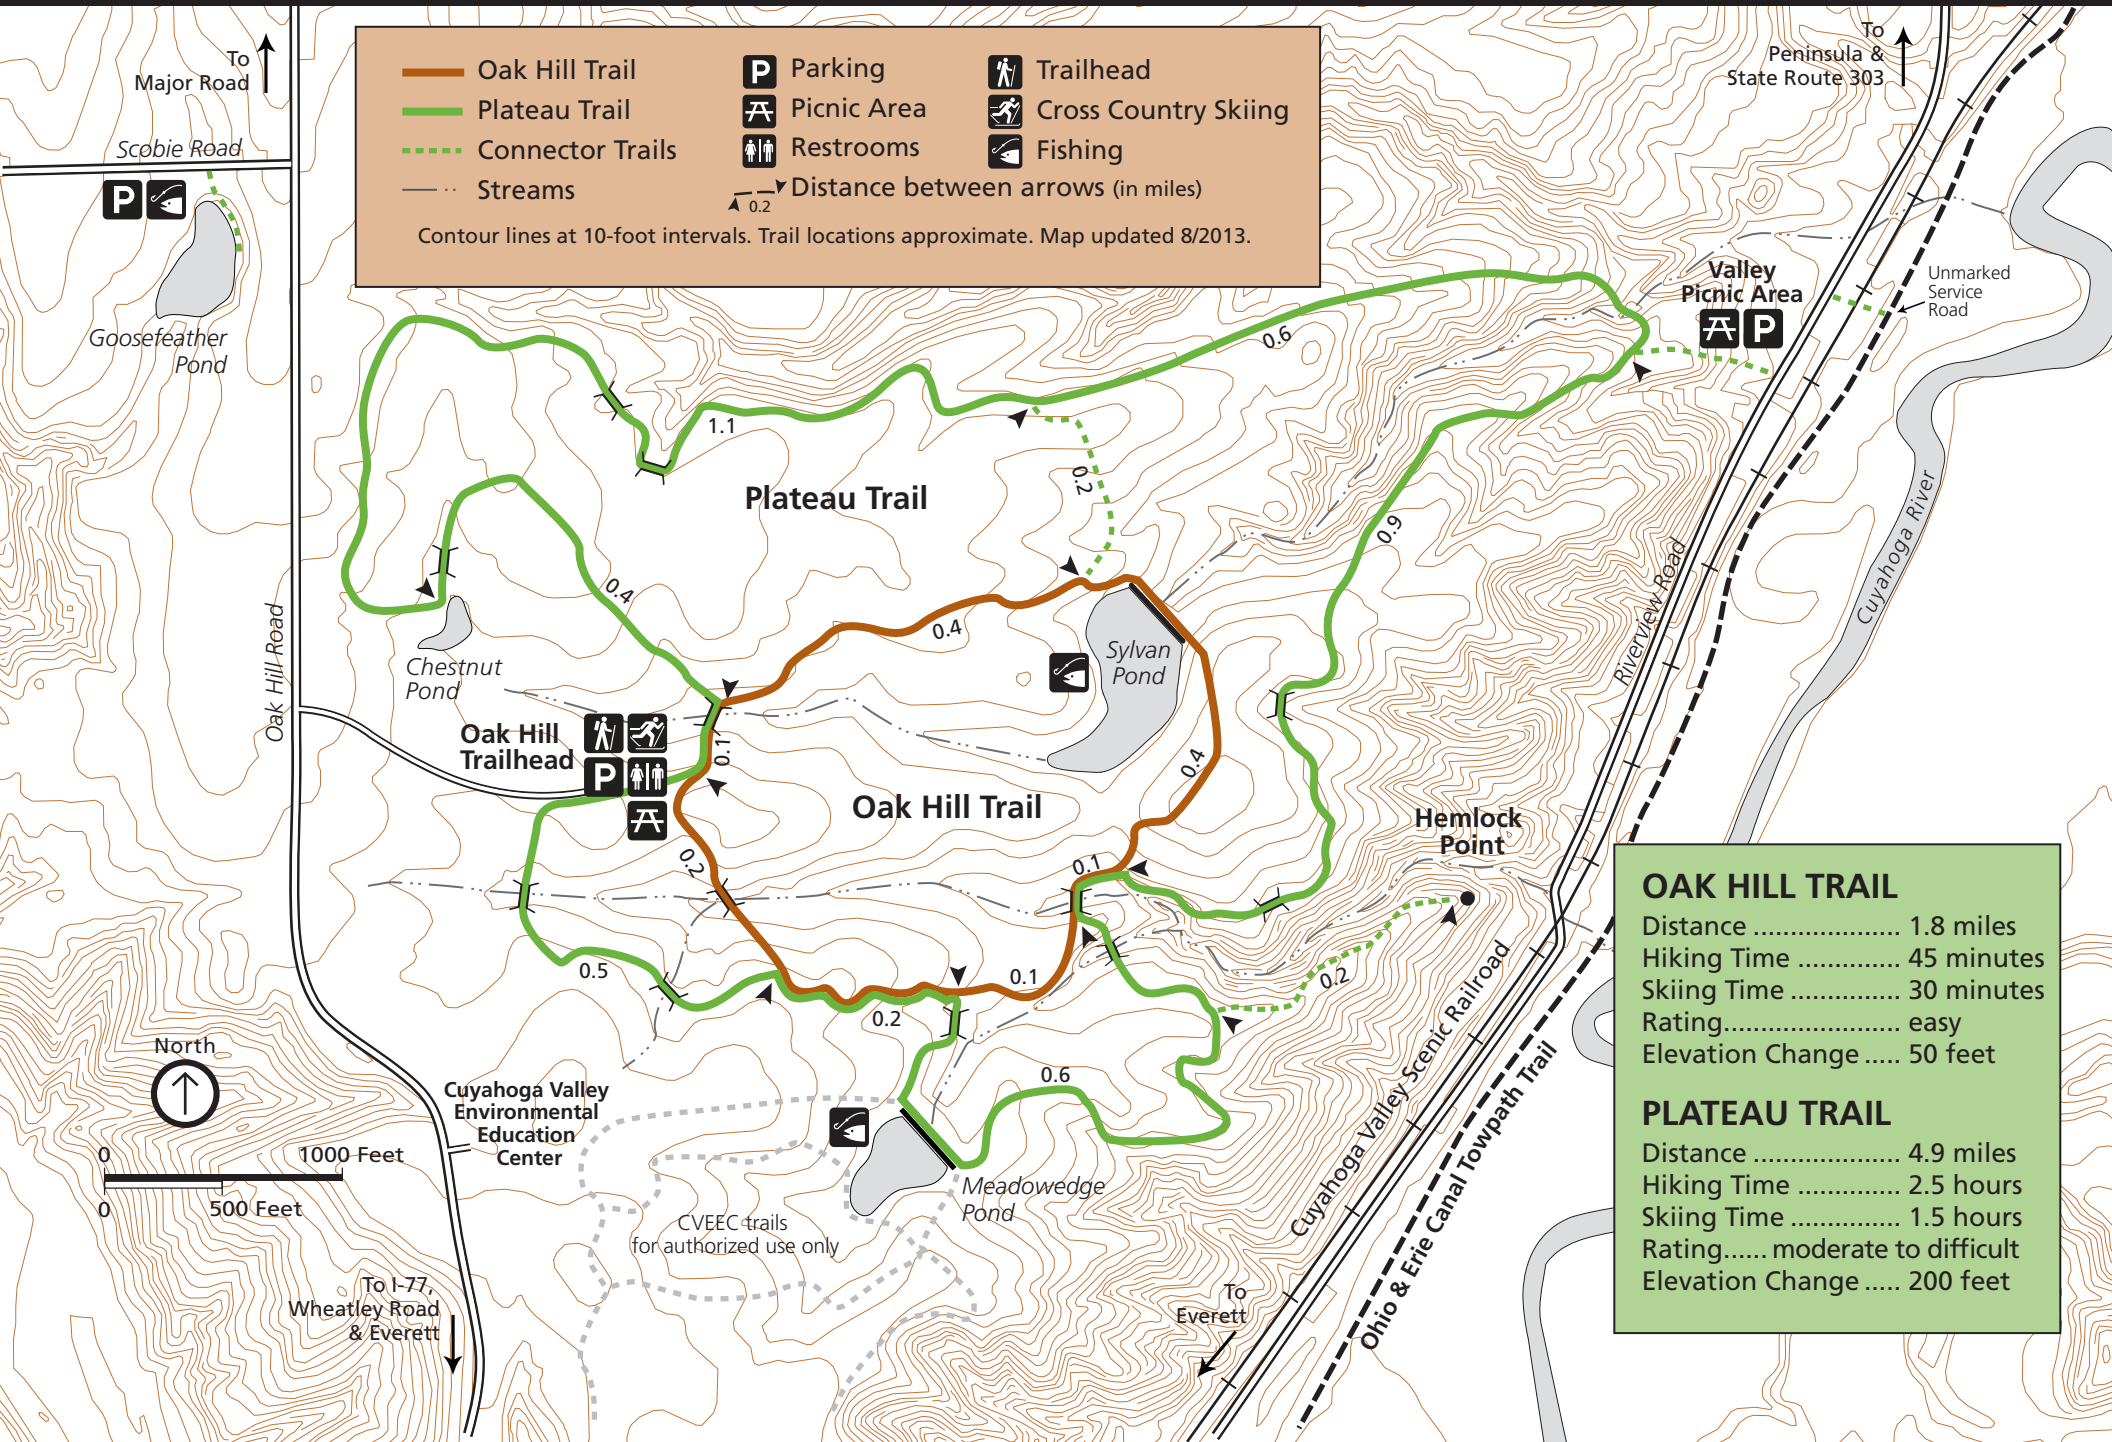 To
Major Road
Scobie Road
P
Goosefeather
Pond
Oak Hill Trail
Plateau Trail
Connector Trails
Streams
P
Parking
Picnic Area
Restrooms
0.2
Distance between arrows (in miles)
Trailhead
Cross Country Skiing
Fishing
Contour lines at 10-foot intervals. Trail locations approximate. Map updated 8/2013.
To
Peninsula &
State Route 303
Valley
Picnic Area
P
Unmarked
Service
Road
0.6
1.1
0.2
Plateau Trail
0.9
Cuyahoga River
Riverview Road
0.4
0.4
Oak Hill Road
Chestnut
Pond
Sylvan
Pond
Oak Hill
Trailhead
P
0.1
0.4
Oak Hill Trail
Hemlock
Point
0.2
0.1
0.5
0.2
0.1
0.2
0.6
North
0
1000 Feet
0
500 Feet
Cuyahoga Valley
Environmental
Education
Center
Meadowedge
Pond
CVEEC trails
for authorized use only
Cuyahoga Valley Scenic Railroad
Ohio & Erie Canal Towpath Trail
To I-77,
Wheatley Road
& Everett
To
Everett
OAK HILL TRAIL
Distance ..................... 1.8 miles
Hiking Time .............. 45 minutes
Skiing Time ............... 30 minutes
Rating......................... easy
Elevation Change ..... 50 feet
PLATEAU TRAIL
Distance ..................... 4.9 miles
Hiking Time .............. 2.5 hours
Skiing Time ............... 1.5 hours
Rating...... moderate to difficult
Elevation Change ..... 200 feet